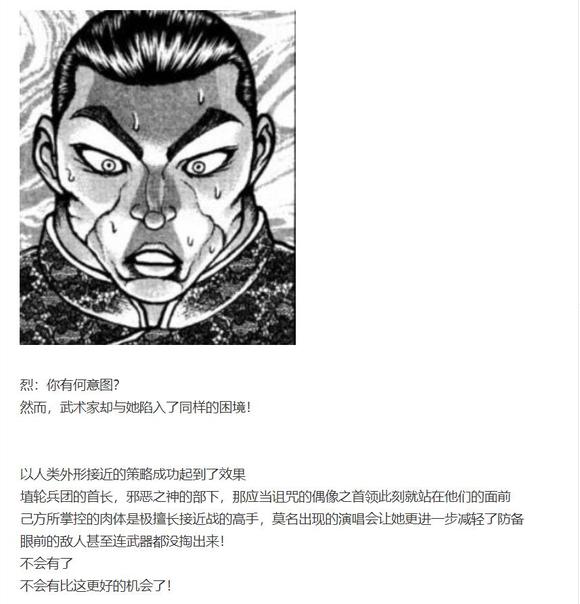 烈：你有何意图？
然而，武术家却与她陷入了同样的困境！
以人类外形接近的策略成功起到了效果
埴轮兵团的首长，邪恶之神的部下，那应当诅咒的偶像之首领此刻就站在他们的面前
己方所掌控的肉体是极擅长接近战的高手，莫名出现的演唱会让她更进一步减轻了防备
眼前的敌人甚至连武器都没掏出来！
不会有了
不会有比这更好的机会了！